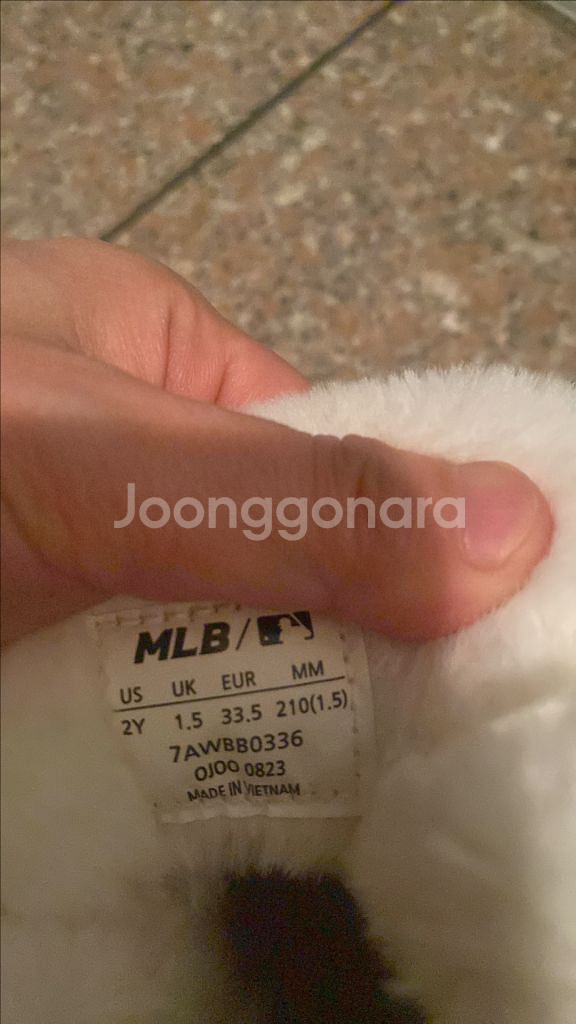 Joonggonara
MLB/
US UK EUR MM
2Y 1.5 33.5 210(1.5)
7AWBB0336
OJOO 0823
MADE IN VIETNAM